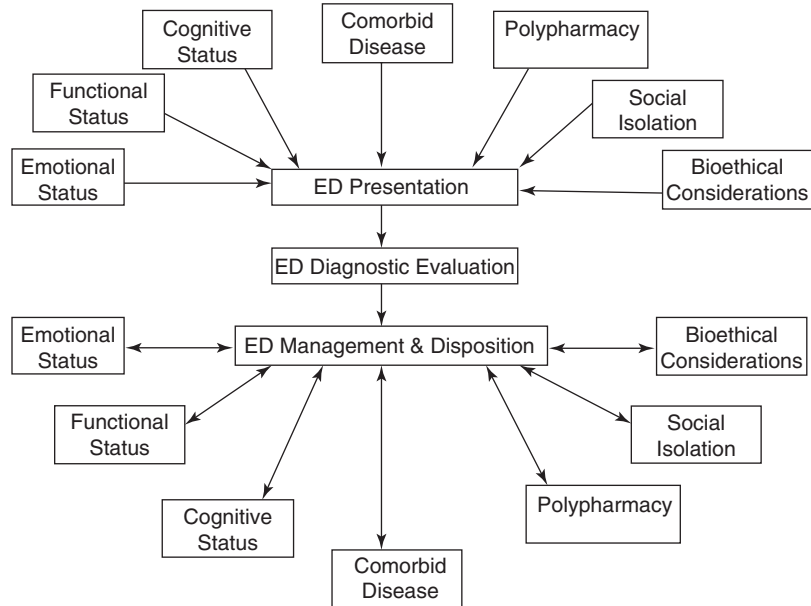 Cognitive
Status
Comorbid
Disease
Polypharmacy
Functional
Status
Social
Isolation
Emotional
Status
ED Presentation
Bioethical
Considerations
ED Diagnostic Evaluation
Emotional
Status
ED Management & Disposition
Bioethical
Considerations
Functional
Status
Social
Isolation
Cognitive
Status
Polypharmacy
Comorbid
Disease